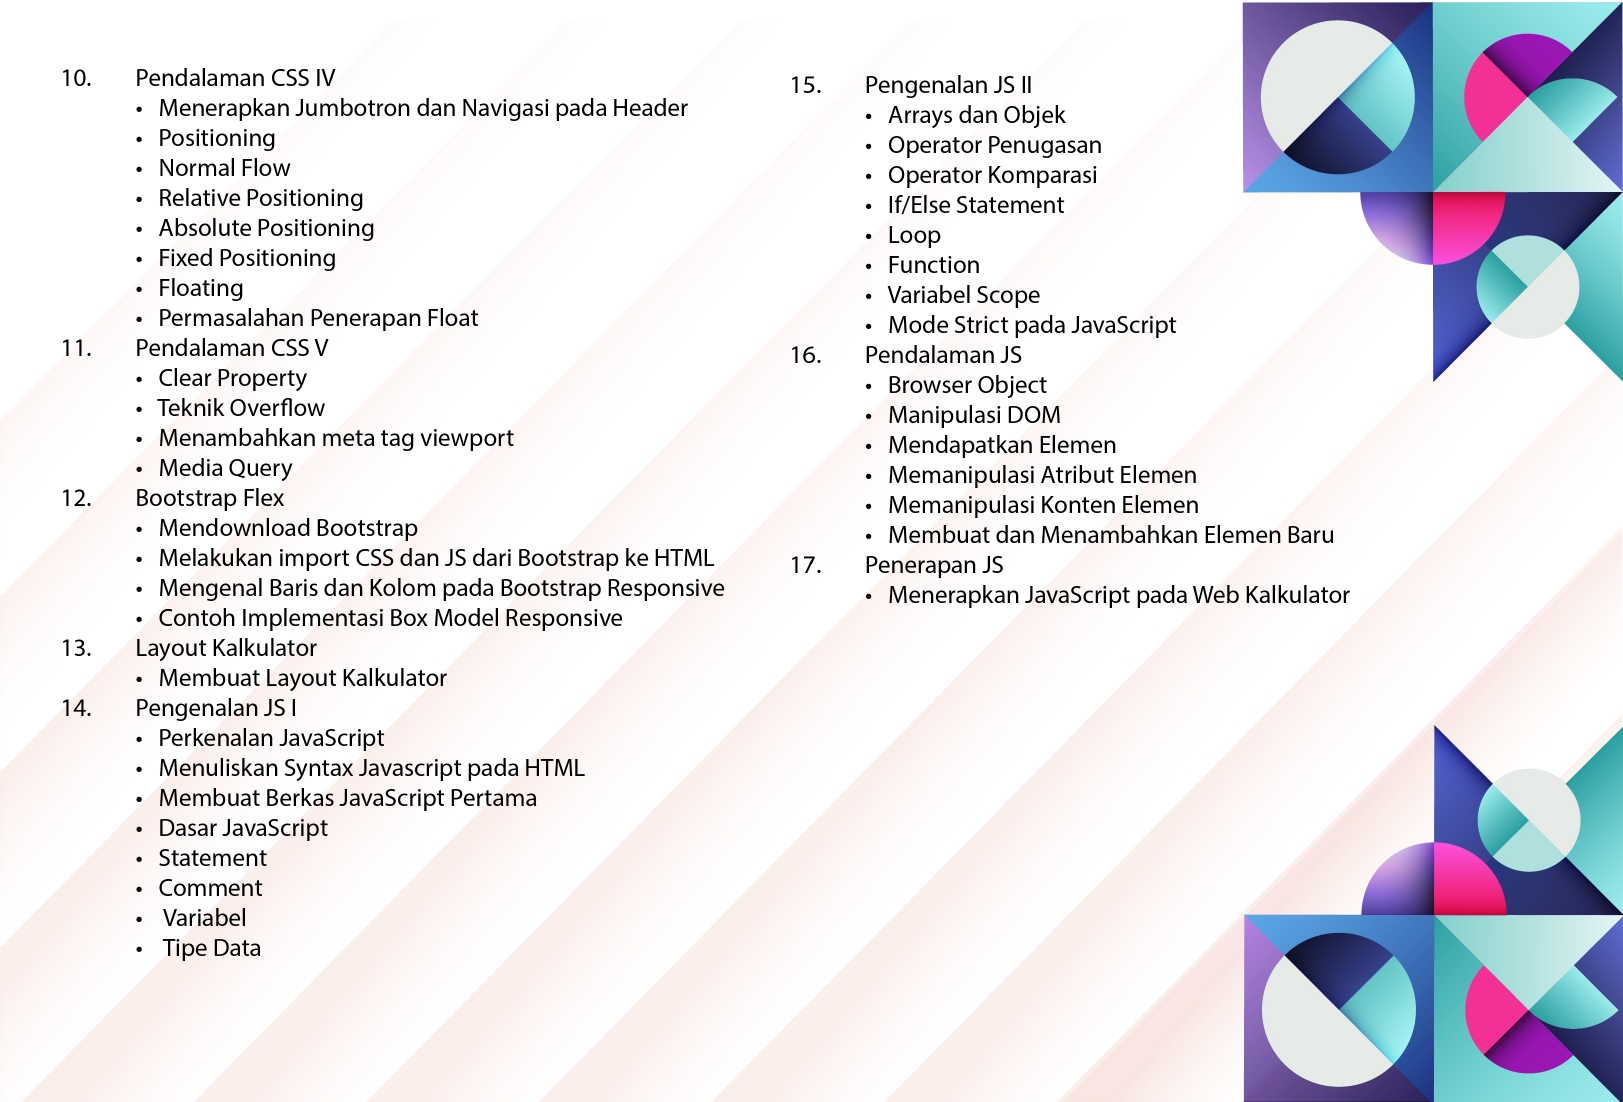 10. Pendalaman CSS IV
• Menerapkan Jumbotron dan Navigasi pada Header
• Positioning
• Normal Flow
• Relative Positioning
• Absolute Positioning
• Fixed Positioning
• Floating
• Permasalahan Penerapan Float
11. Pendalaman CSS V
• Clear Property
• Teknik Overflow
• Menambahkan meta tag viewport
• Media Query
12. Bootstrap Flex
• Mendownload Bootstrap
• Melakukan import CSS dan JS dari Bootstrap ke HTML
• Mengenal Baris dan Kolom pada Bootstrap Responsive
• Contoh Implementasi Box Model Responsive
13. Layout Kalkulator
• Membuat Layout Kalkulator
14. Pengenalan JS I
• Perkenalan JavaScript
• Menuliskan Syntax Javascript pada HTML
• Membuat Berkas JavaScript Pertama
• Dasar JavaScript
• Statement
• Comment
• Variabel
• Tipe Data
15. Pengenalan JS II
• Arrays dan Objek
• Operator Penugasan
• Operator Komparasi
• If/Else Statement
• Loop
• Function
• Variabel Scope
• Mode Strict pada JavaScript
16. Pendalaman JS
• Browser Object
• Manipulasi DOM
• Mendapatkan Elemen
• Memanipulasi Atribut Elemen
• Memanipulasi Konten Elemen
• Membuat dan Menambahkan Elemen Baru
17. Penerapan JS
• Menerapkan JavaScript pada Web Kalkulator